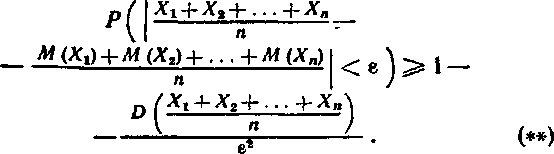 P ( | X₁ + X₂ + . . . + Xₙ / n —
— M (X₁) + M (X₂) + . . . + M (Xₙ) / n | < ε ) ⩾ 1 —
— D ( X₁ + X₂ + . . . + Xₙ / n ) / ε² . (**)